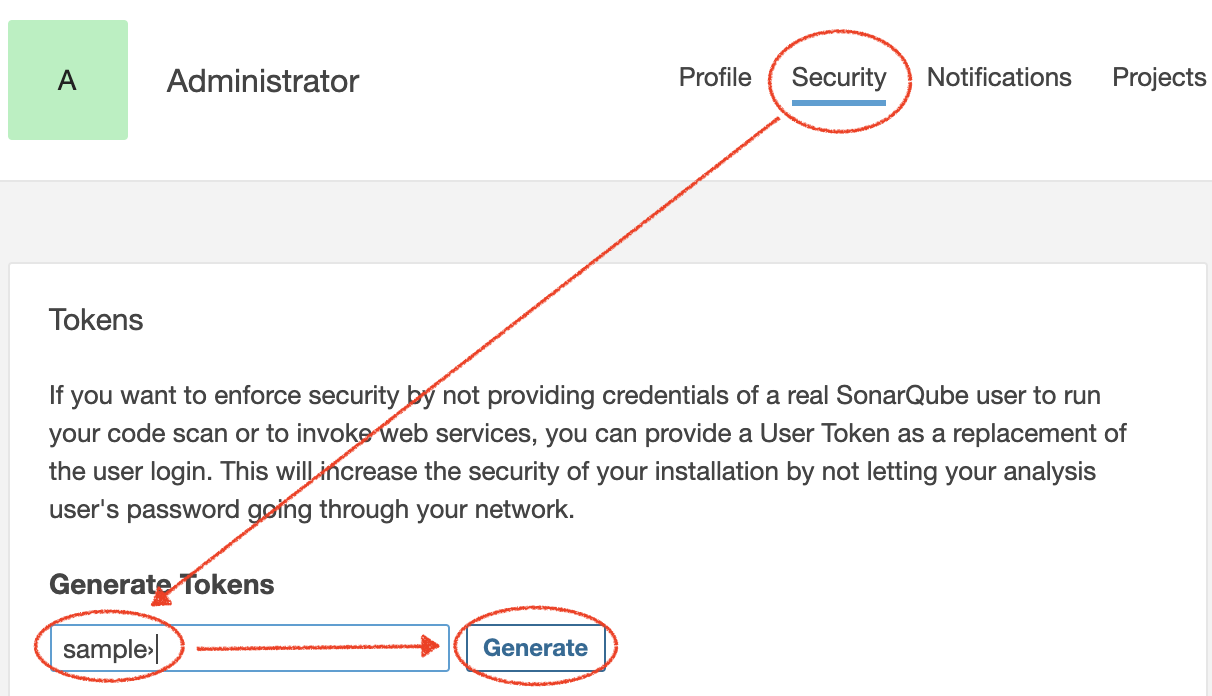 A
Administrator
Profile Security Notifications Projects
Tokens
If you want to enforce security by not providing credentials of a real SonarQube user to run
your code scan or to invoke web services, you can provide a User Token as a replacement of
the user login. This will increase the security of your installation by not letting your analysis
user's password going through your network.
Generate Tokens
sample›
Generate